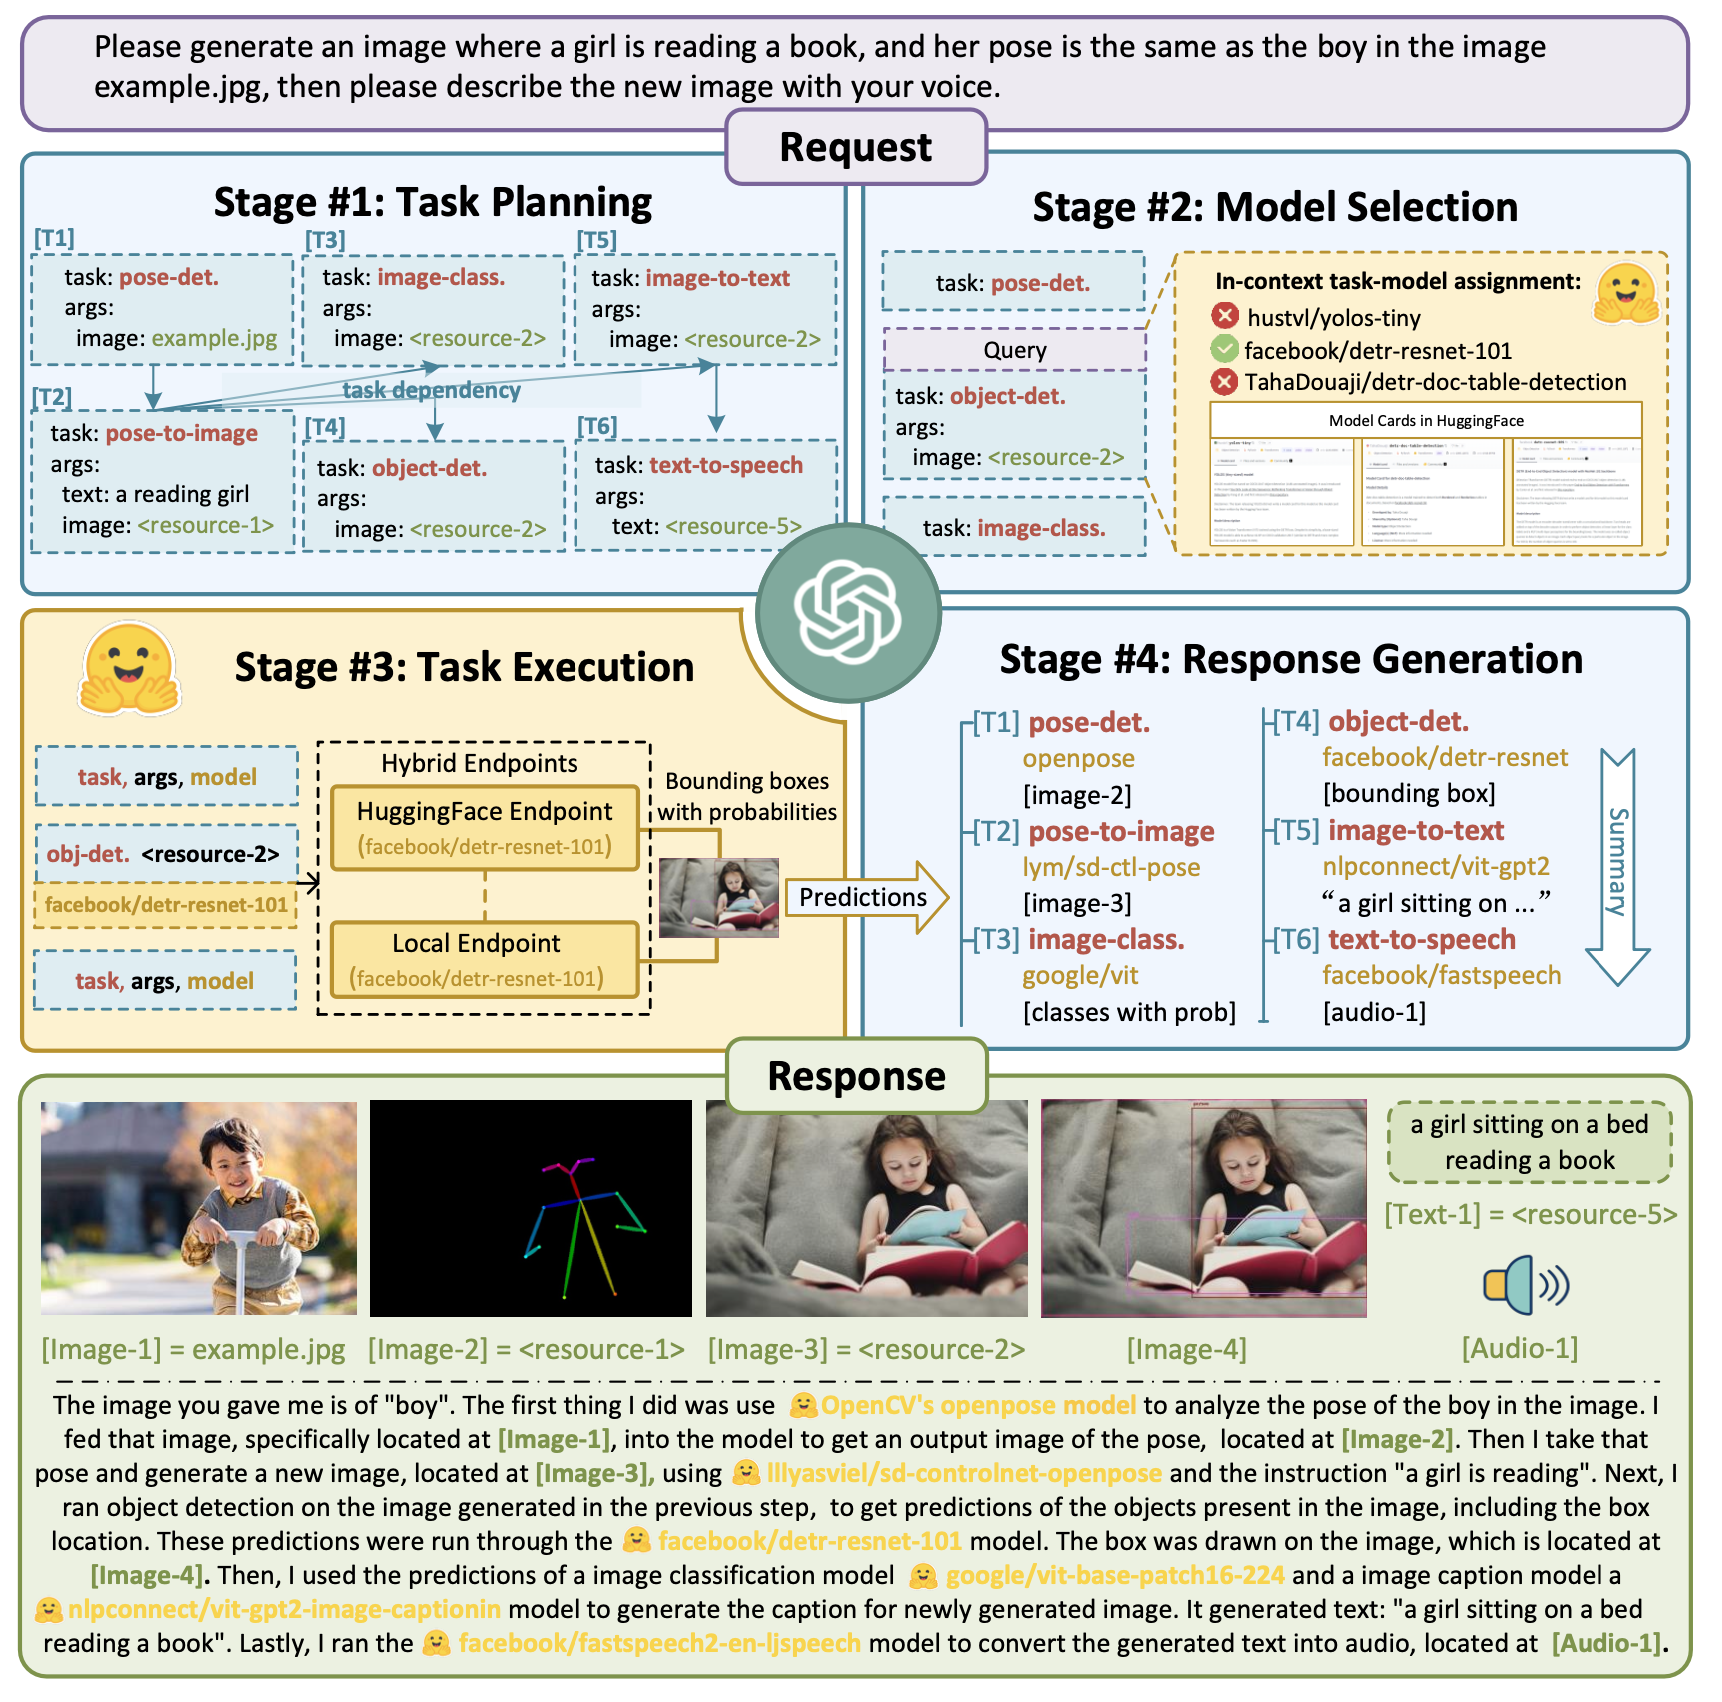 Please generate an image where a girl is reading a book, and her pose is the same as the boy in the image
example.jpg, then please describe the new image with your voice.
Request
Stage #1: Task Planning
[T1]
task: pose-det.
args:
image: example.jpg
[T3]
task: image-class.
args:
image: <resource-2>
[T5]
task: image-to-text
args:
image: <resource-2>
task dependency
[T2]
task: pose-to-image
args:
text: a reading girl
image: <resource-1>
[T4]
task: object-det.
args:
image: <resource-2>
[T6]
task: text-to-speech
args:
text: <resource-5>
Stage #2: Model Selection
task: pose-det.
Query
task: object-det.
args:
image: <resource-2>
task: image-class.
In-context task-model assignment:
hustvl/yolos-tiny
facebook/detr-resnet-101
TahaDouaji/detr-doc-table-detection
Model Cards in HuggingFace
Stage #3: Task Execution
task, args, model
obj-det. <resource-2>
facebook/detr-resnet-101
task, args, model
Hybrid Endpoints
HuggingFace Endpoint
(facebook/detr-resnet-101)
Local Endpoint
(facebook/detr-resnet-101)
Bounding boxes
with probabilities
Predictions
Stage #4: Response Generation
[T1] pose-det.
openpose
[image-2]
[T2] pose-to-image
lym/sd-ctl-pose
[image-3]
[T3] image-class.
google/vit
[classes with prob]
[T4] object-det.
facebook/detr-resnet
[bounding box]
[T5] image-to-text
nlpconnect/vit-gpt2
“a girl sitting on ...”
[T6] text-to-speech
facebook/fastspeech
[audio-1]
Summary
Response
a girl sitting on a bed
reading a book
[Text-1] = <resource-5>
[Image-1] = example.jpg
[Image-2] = <resource-1>
[Image-3] = <resource-2>
[Image-4]
[Audio-1]
The image you gave me is of "boy". The first thing I did was use OpenCV's openpose model to analyze the pose of the boy in the image. I
fed that image, specifically located at [Image-1], into the model to get an output image of the pose, located at [Image-2]. Then I take that
pose and generate a new image, located at [Image-3], using lllyasviel/sd-controlnet-openpose and the instruction "a girl is reading". Next, I
ran object detection on the image generated in the previous step, to get predictions of the objects present in the image, including the box
location. These predictions were run through the facebook/detr-resnet-101 model. The box was drawn on the image, which is located at
[Image-4]. Then, I used the predictions of a image classification model google/vit-base-patch16-224 and a image caption model a
nlpconnect/vit-gpt2-image-captionin model to generate the caption for newly generated image. It generated text: "a girl sitting on a bed
reading a book". Lastly, I ran the facebook/fastspeech2-en-ljspeech model to convert the generated text into audio, located at [Audio-1].